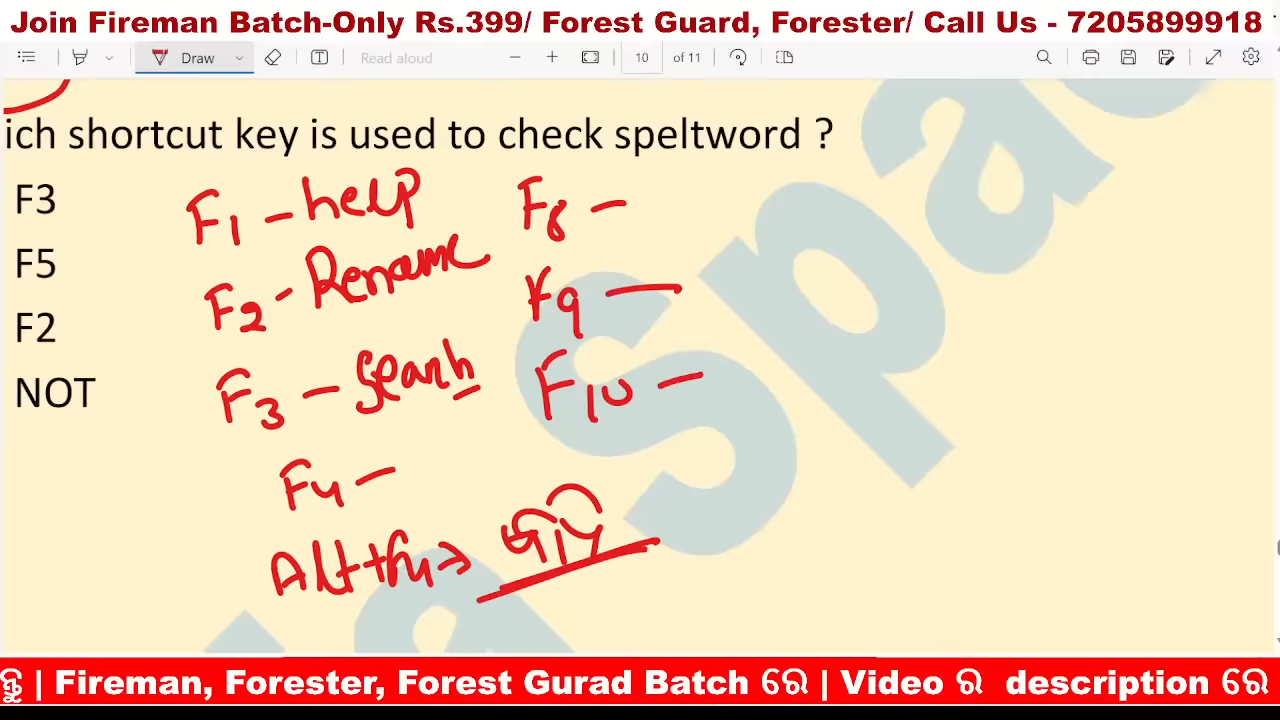 Join Fireman Batch-Only Rs.399/ Forest Guard, Forester/ Call Us - 7205899918
Draw
Read aloud
10 of 11
ich shortcut key is used to check speltword ?
F3
F5
F2
NOT
F1 - help
F2 - Rename
F3 - Search
F4 -
Alt+F4 →
F8 -
F9 -
F10 -
| Fireman, Forester, Forest Gurad Batch ରେ | Video ର description ରେ